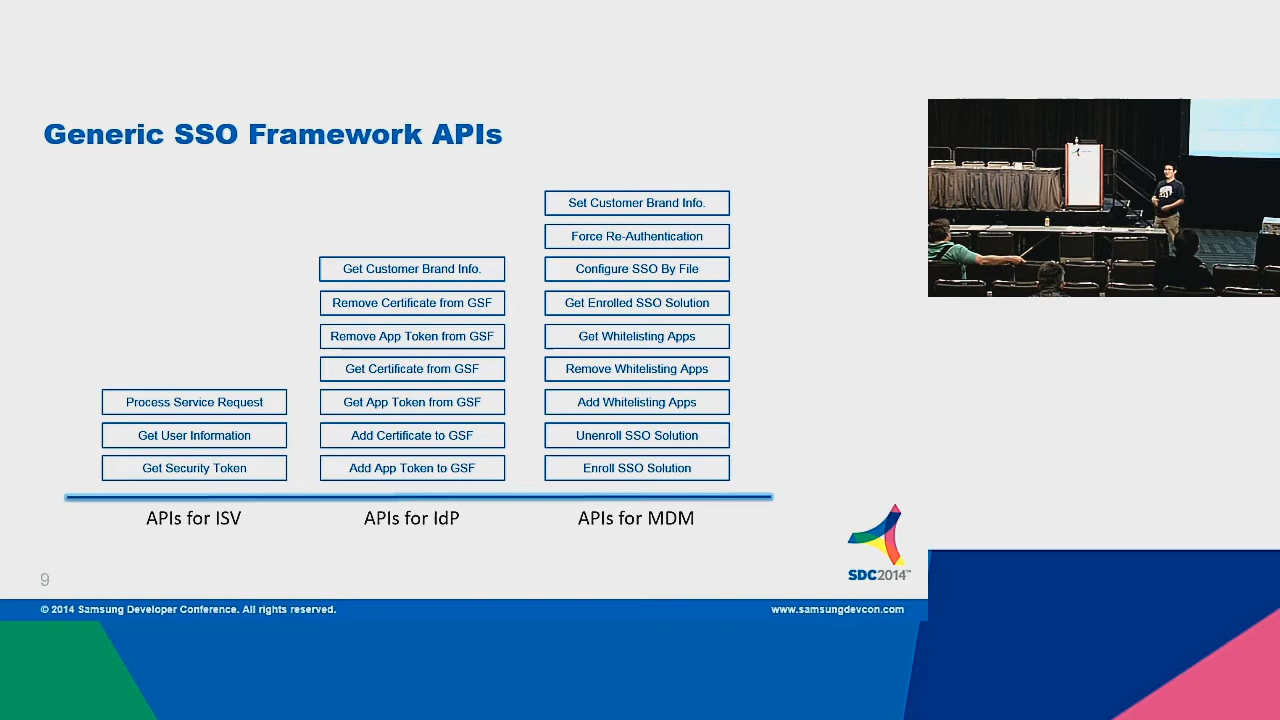 Generic SSO Framework APIs
Process Service Request
Get User Information
Get Security Token
APIs for ISV
Get Customer Brand Info.
Remove Certificate from GSF
Remove App Token from GSF
Get Certificate from GSF
Get App Token from GSF
Add Certificate to GSF
Add App Token to GSF
APIs for IdP
Set Customer Brand Info.
Force Re-Authentication
Configure SSO By File
Get Enrolled SSO Solution
Get Whitelisting Apps
Remove Whitelisting Apps
Add Whitelisting Apps
Unenroll SSO Solution
Enroll SSO Solution
APIs for MDM
SDC2014™
9
© 2014 Samsung Developer Conference. All rights reserved.
www.samsungdevcon.com